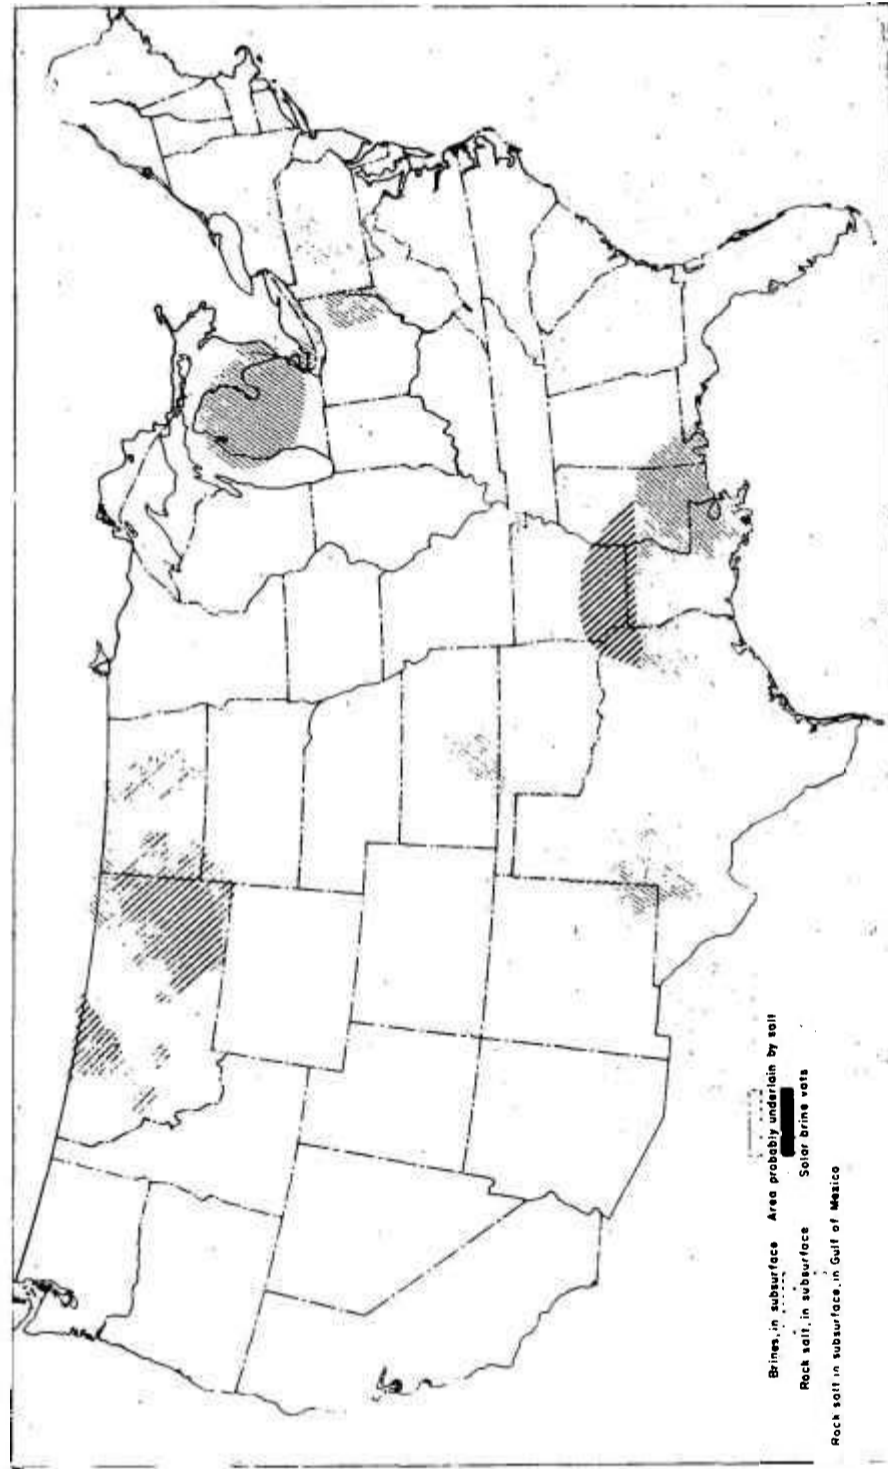 Brines, in subsurface Area probably underlain by salt
Rock salt, in subsurface Solar brine vats
Rock salt in subsurface, in Gulf of Mexico